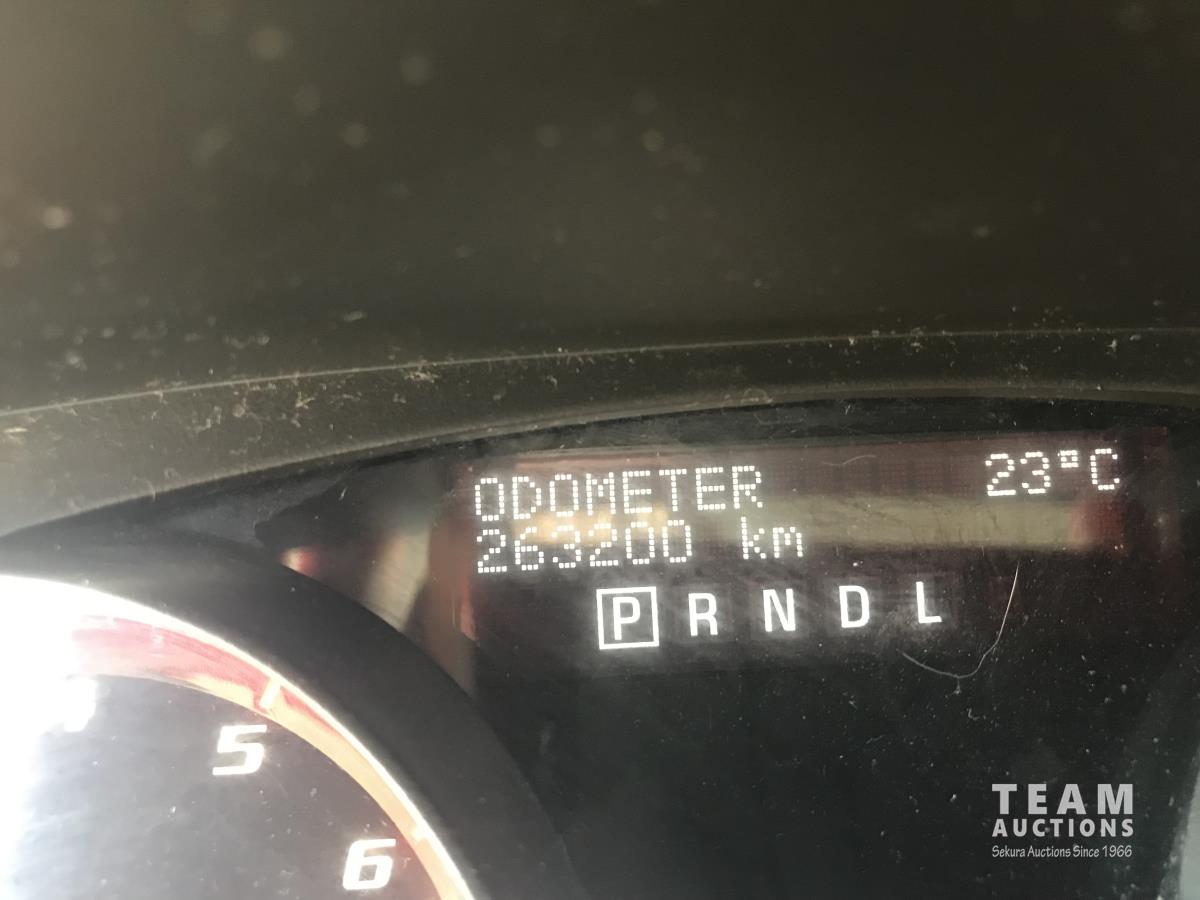 ODOMETER 23°C
263200 km
P R N D L
5
6
TEAM
AUCTIONS
Sekura Auctions Since 1966